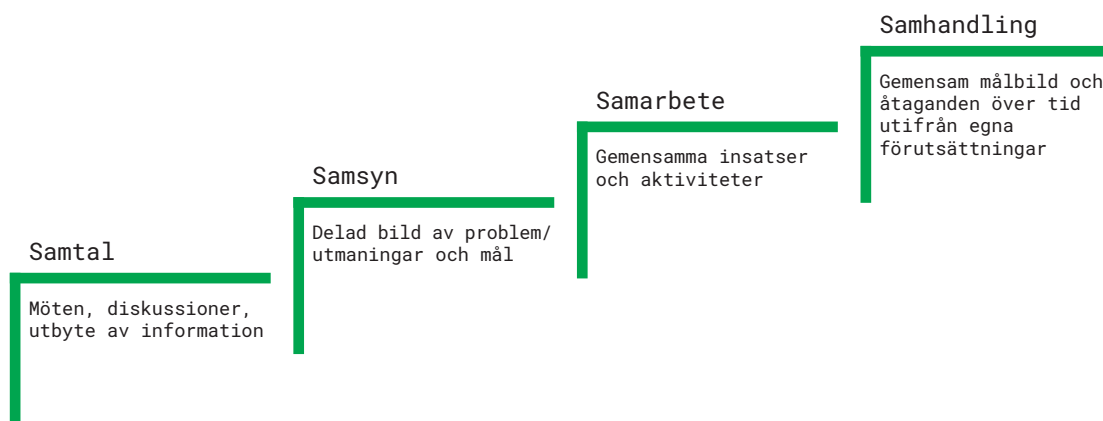 Samtal
Möten, diskussioner,
utbyte av information
Samsyn
Delad bild av problem/
utmaningar och mål
Samarbete
Gemensamma insatser
och aktiviteter
Samhandling
Gemensam målbild och
åtaganden över tid
utifrån egna
förutsättningar